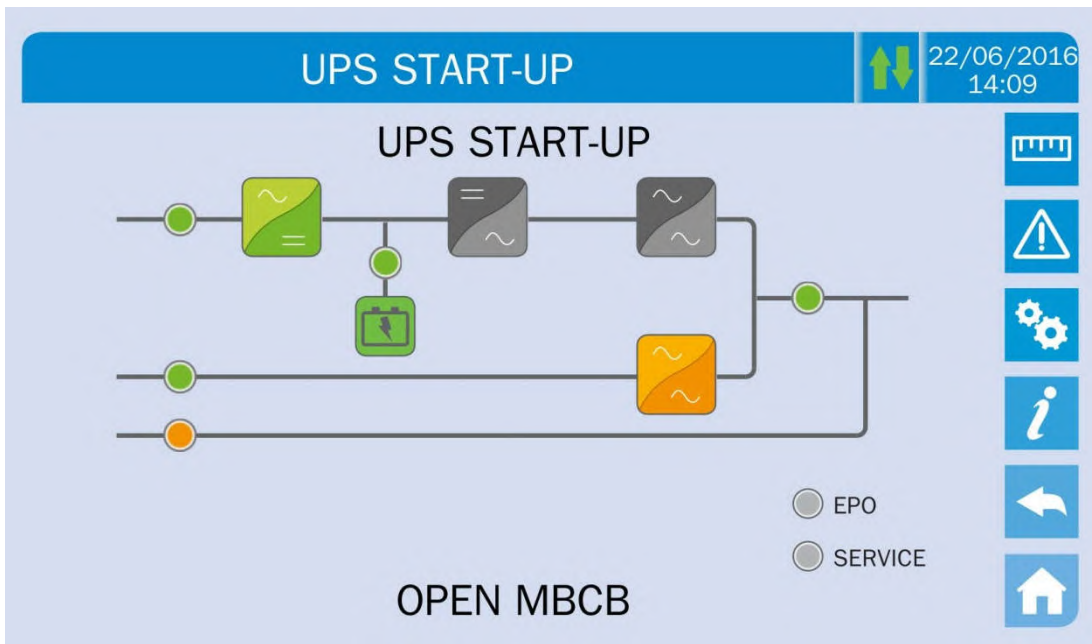 UPS START-UP
22/06/2016
14:09
UPS START-UP
EPO
SERVICE
OPEN MBCB